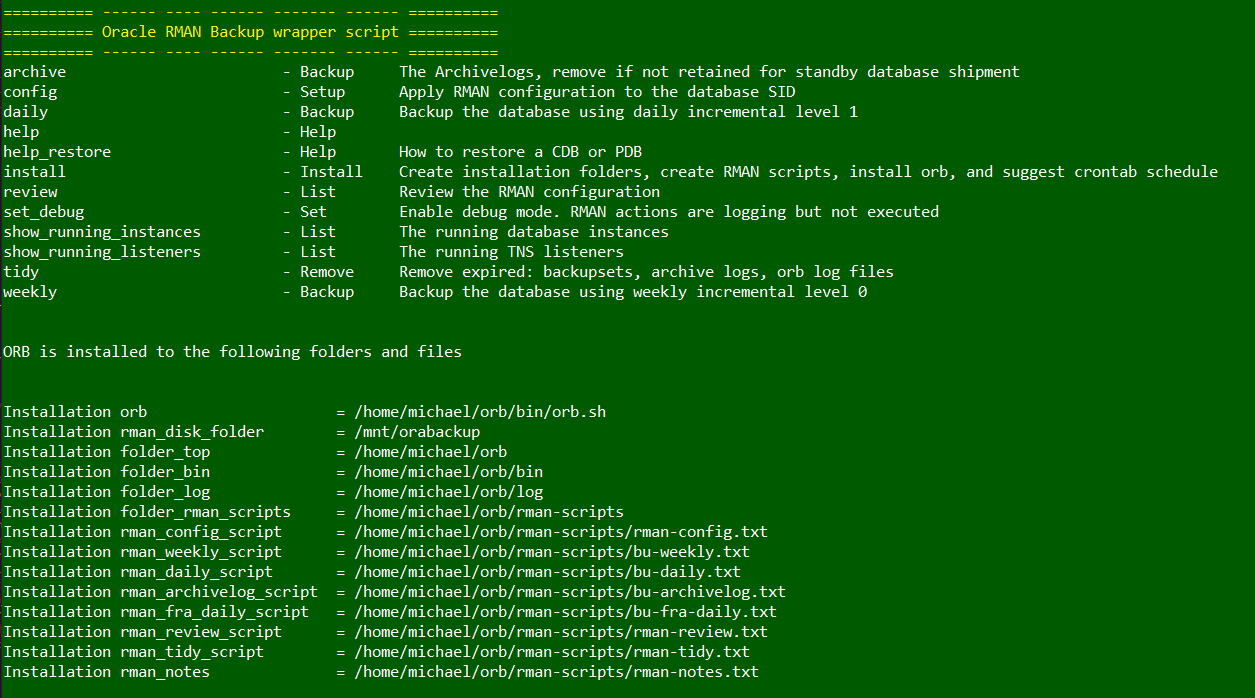 ========== ------ ---- ------ ------- ------ ==========
========== Oracle RMAN Backup wrapper script ==========
========== ------ ---- ------ ------- ------ ==========
archive                        - Backup     The Archivelogs, remove if not retained for standby database shipment
config                         - Setup      Apply RMAN configuration to the database SID
daily                          - Backup     Backup the database using daily incremental level 1
help                           - Help
help_restore                   - Help       How to restore a CDB or PDB
install                        - Install    Create installation folders, create RMAN scripts, install orb, and suggest crontab schedule
review                         - List       Review the RMAN configuration
set_debug                      - Set        Enable debug mode. RMAN actions are logging but not executed
show_running_instances         - List       The running database instances
show_running_listeners         - List       The running TNS listeners
tidy                           - Remove     Remove expired: backupsets, archive logs, orb log files
weekly                         - Backup     Backup the database using weekly incremental level 0
ORB is installed to the following folders and files
Installation orb                     = /home/michael/orb/bin/orb.sh
Installation rman_disk_folder        = /mnt/orabackup
Installation folder_top              = /home/michael/orb
Installation folder_bin              = /home/michael/orb/bin
Installation folder_log              = /home/michael/orb/log
Installation folder_rman_scripts     = /home/michael/orb/rman-scripts
Installation rman_config_script      = /home/michael/orb/rman-scripts/rman-config.txt
Installation rman_weekly_script      = /home/michael/orb/rman-scripts/bu-weekly.txt
Installation rman_daily_script       = /home/michael/orb/rman-scripts/bu-daily.txt
Installation rman_archivelog_script  = /home/michael/orb/rman-scripts/bu-archivelog.txt
Installation rman_fra_daily_script   = /home/michael/orb/rman-scripts/bu-fra-daily.txt
Installation rman_review_script      = /home/michael/orb/rman-scripts/rman-review.txt
Installation rman_tidy_script        = /home/michael/orb/rman-scripts/rman-tidy.txt
Installation rman_notes              = /home/michael/orb/rman-scripts/rman-notes.txt